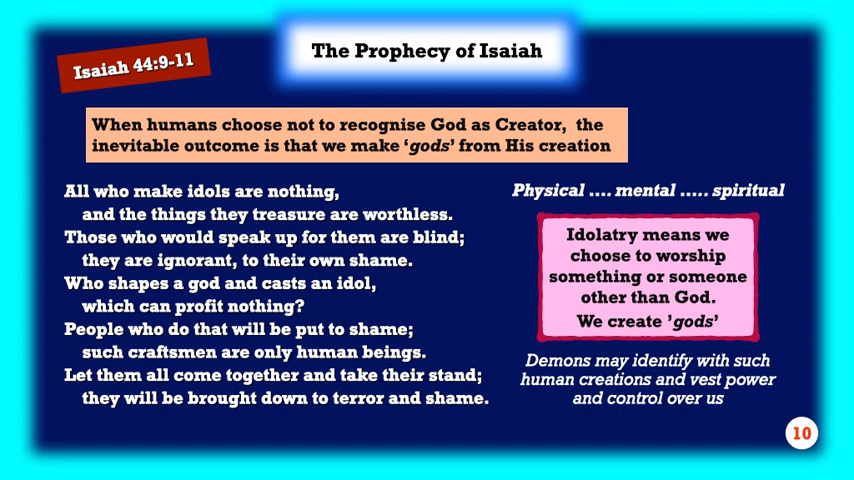 The Prophecy of Isaiah
Isaiah 44:9-11
When humans choose not to recognise God as Creator, the
inevitable outcome is that we make ‘gods’ from His creation
All who make idols are nothing,
and the things they treasure are worthless.
Those who would speak up for them are blind;
they are ignorant, to their own shame.
Who shapes a god and casts an idol,
which can profit nothing?
People who do that will be put to shame;
such craftsmen are only human beings.
Let them all come together and take their stand;
they will be brought down to terror and shame.
Physical .... mental ..... spiritual
Idolatry means we
choose to worship
something or someone
other than God.
We create ’gods’
Demons may identify with such
human creations and vest power
and control over us
10